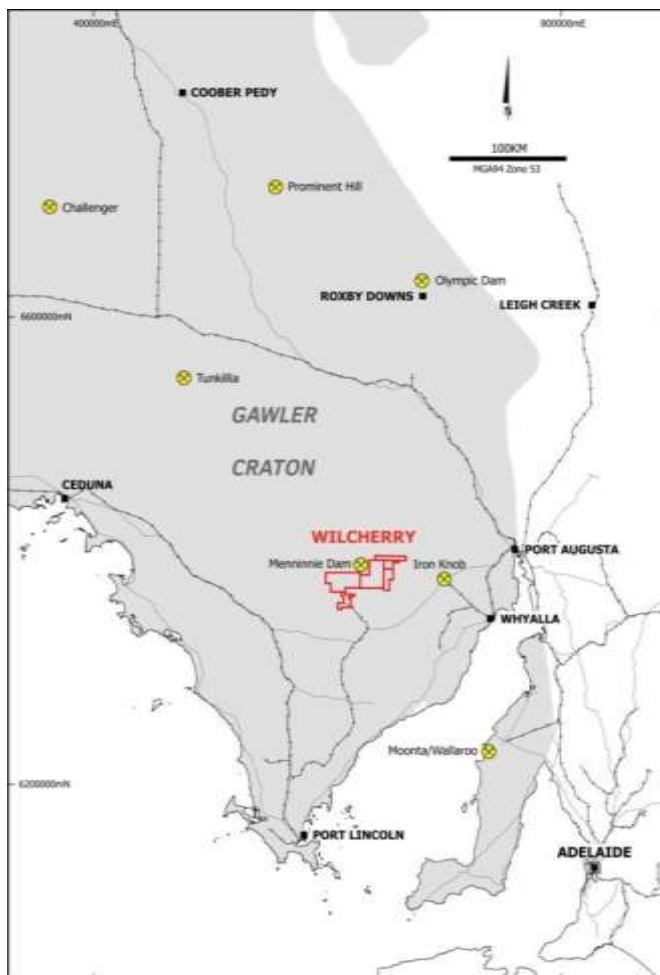 400000mE
800000mE
COOBER PEDY
100KM
MGA94 Zone 53
Prominent Hill
Challenger
Olympic Dam
ROXBY DOWNS
LEIGH CREEK
6600000mN
Tunkillia
GAWLER
CRATON
CEDUNA
WILCHERRY
PORT AUGUSTA
Menninnie Dam
Iron Knob
WHYALLA
Moonta/Wallaroo
6200000mN
PORT LINCOLN
ADELAIDE